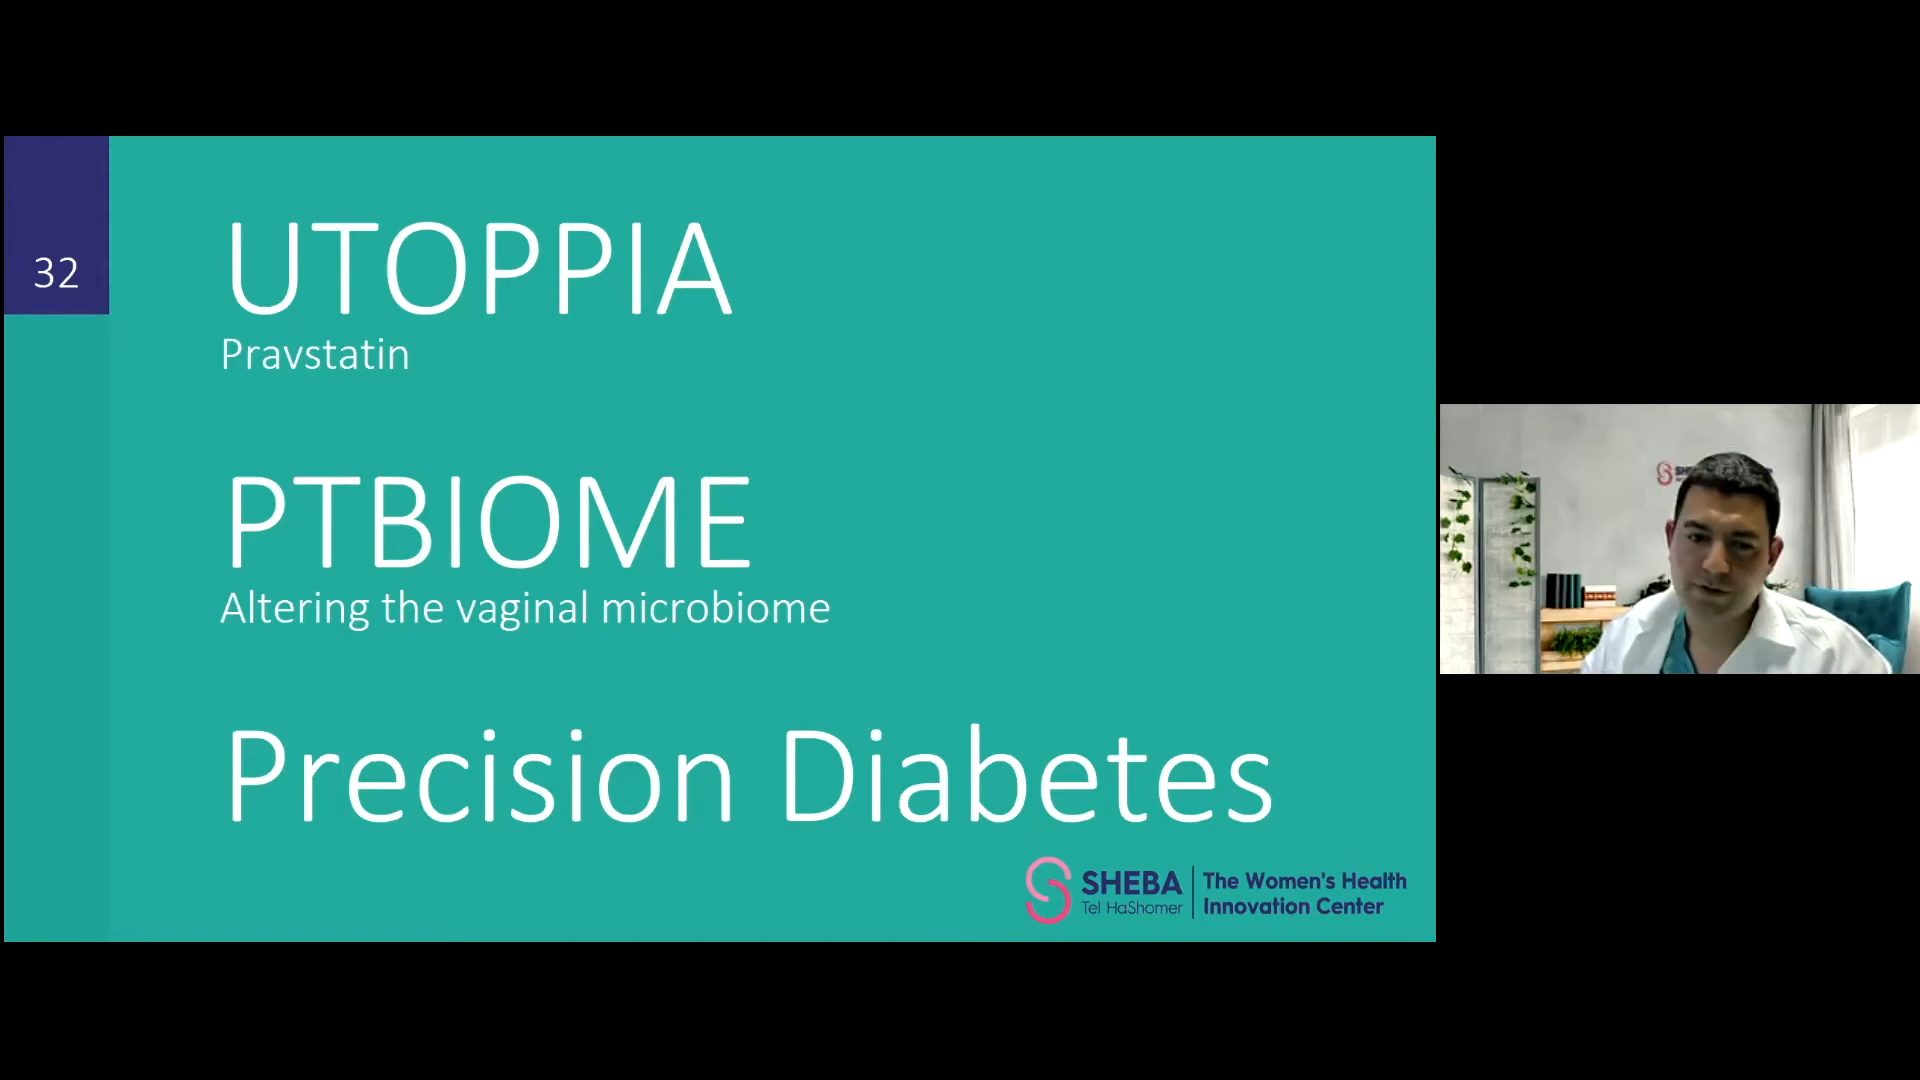 32
UTOPPIA
Pravstatin
PTBIOME
Altering the vaginal microbiome
Precision Diabetes
SHEBA
Tel HaShomer
The Women's Health
Innovation Center